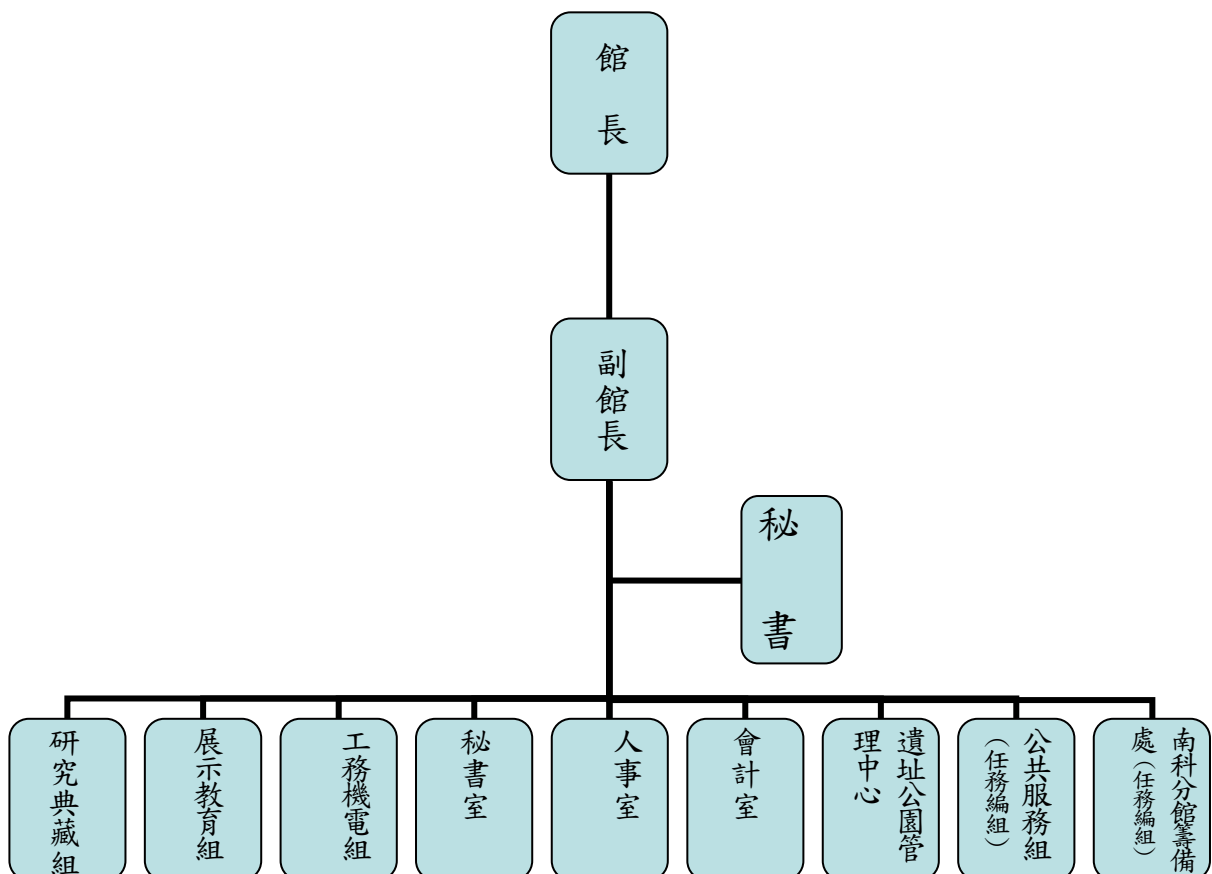 館長
副館長
秘書
研究典藏組
展示教育組
工務機電組
秘書室
人事室
會計室
遺址公園管
理中心
公共服務組
（任務編組）
南科分館籌備
處（任務編組）